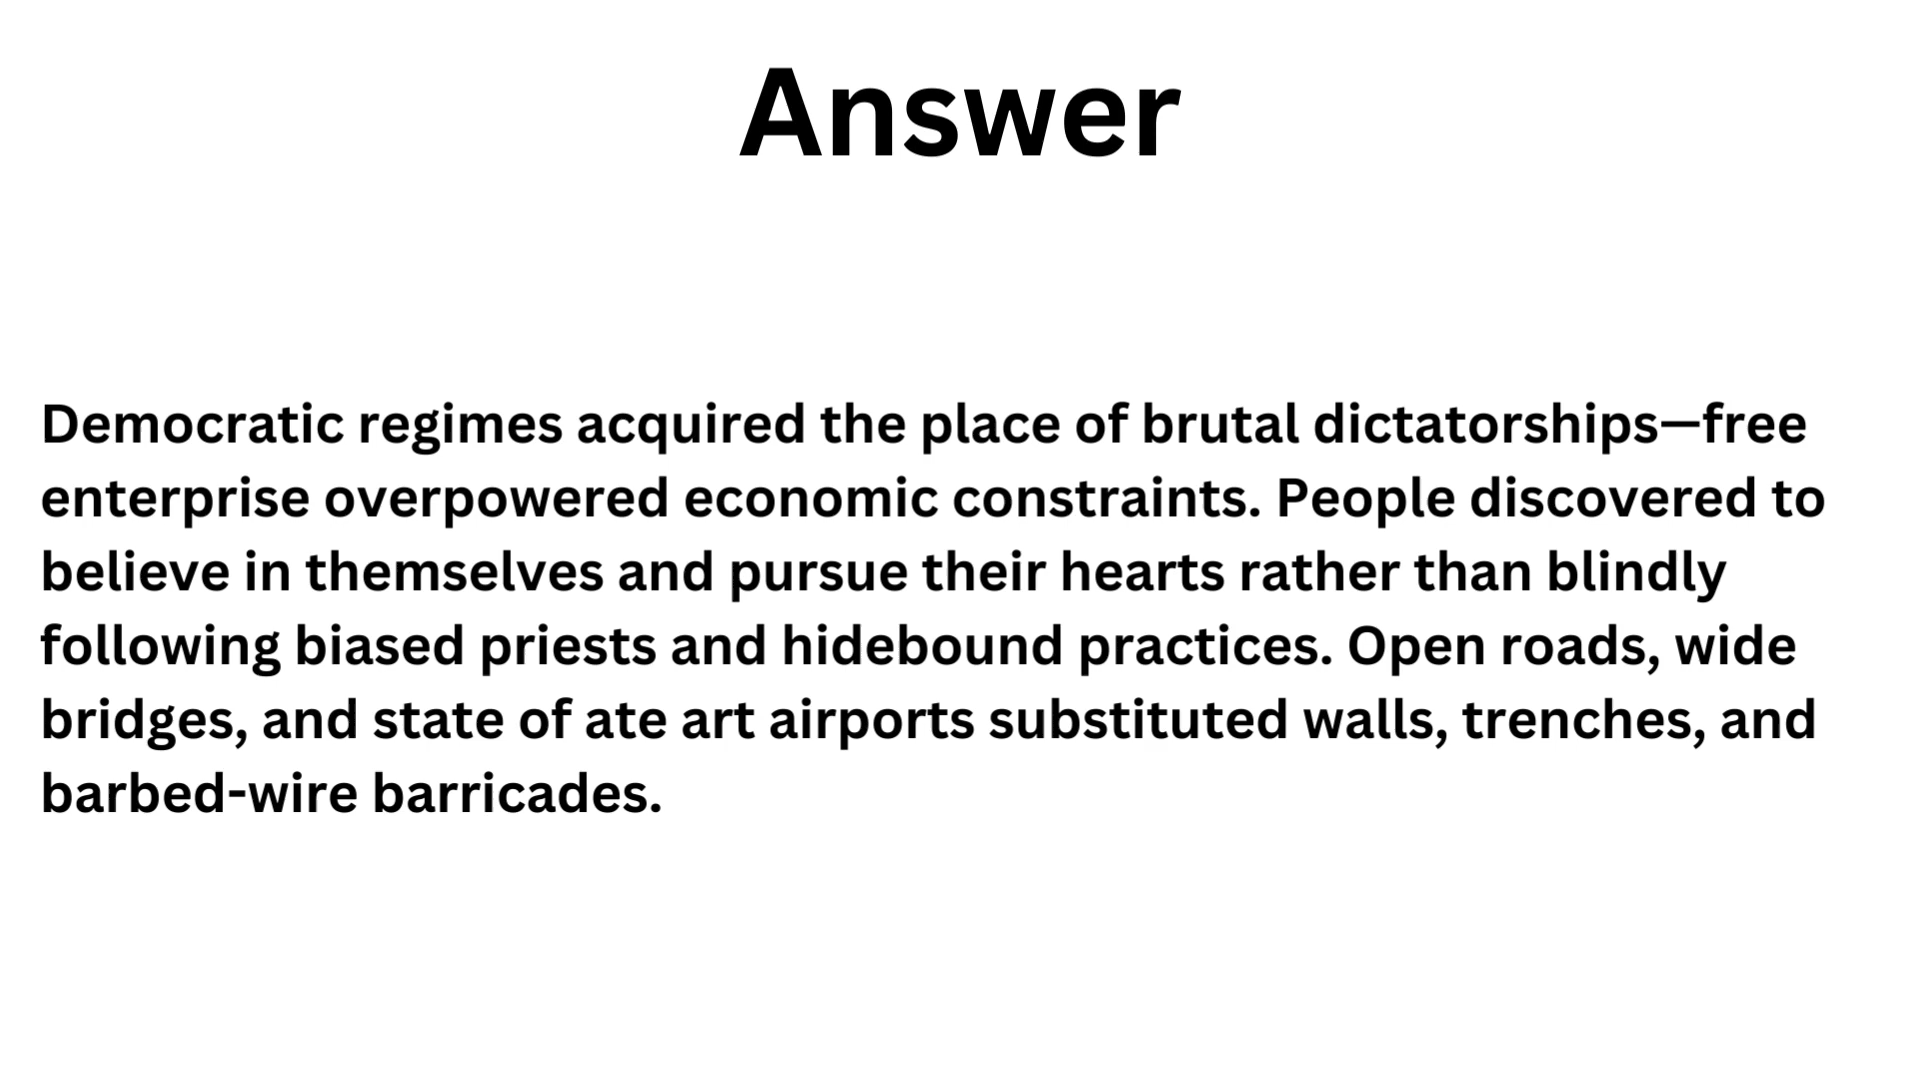 Answer
Democratic regimes acquired the place of brutal dictatorships—free
enterprise overpowered economic constraints. People discovered to
believe in themselves and pursue their hearts rather than blindly
following biased priests and hidebound practices. Open roads, wide
bridges, and state of ate art airports substituted walls, trenches, and
barbed-wire barricades.